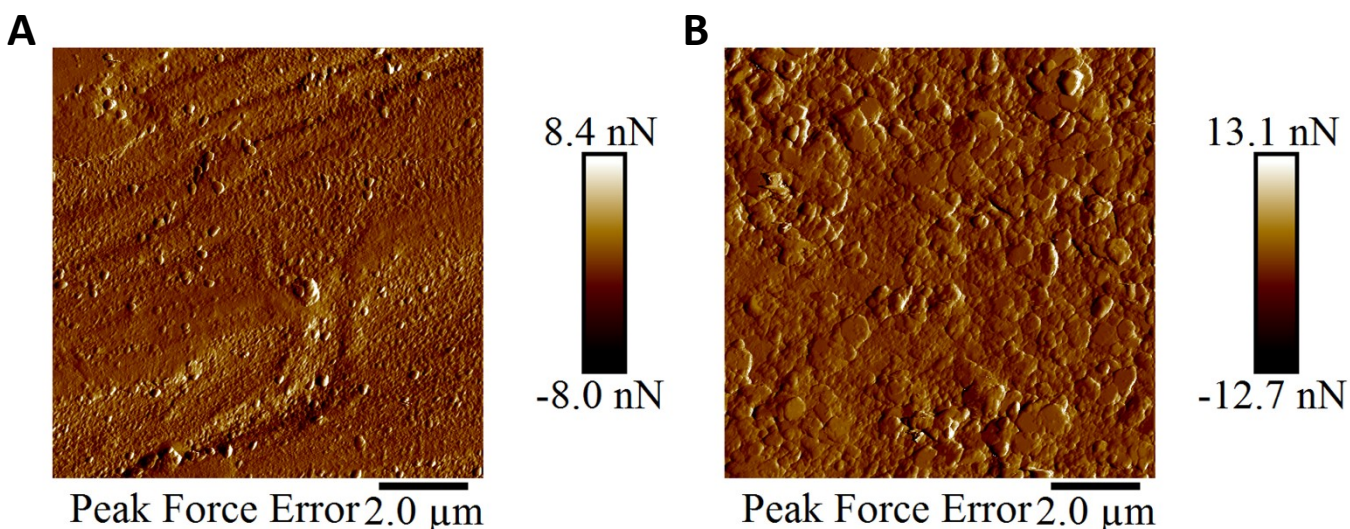 A
8.4 nN
-8.0 nN
Peak Force Error 2.0 µm
B
13.1 nN
-12.7 nN
Peak Force Error 2.0 µm